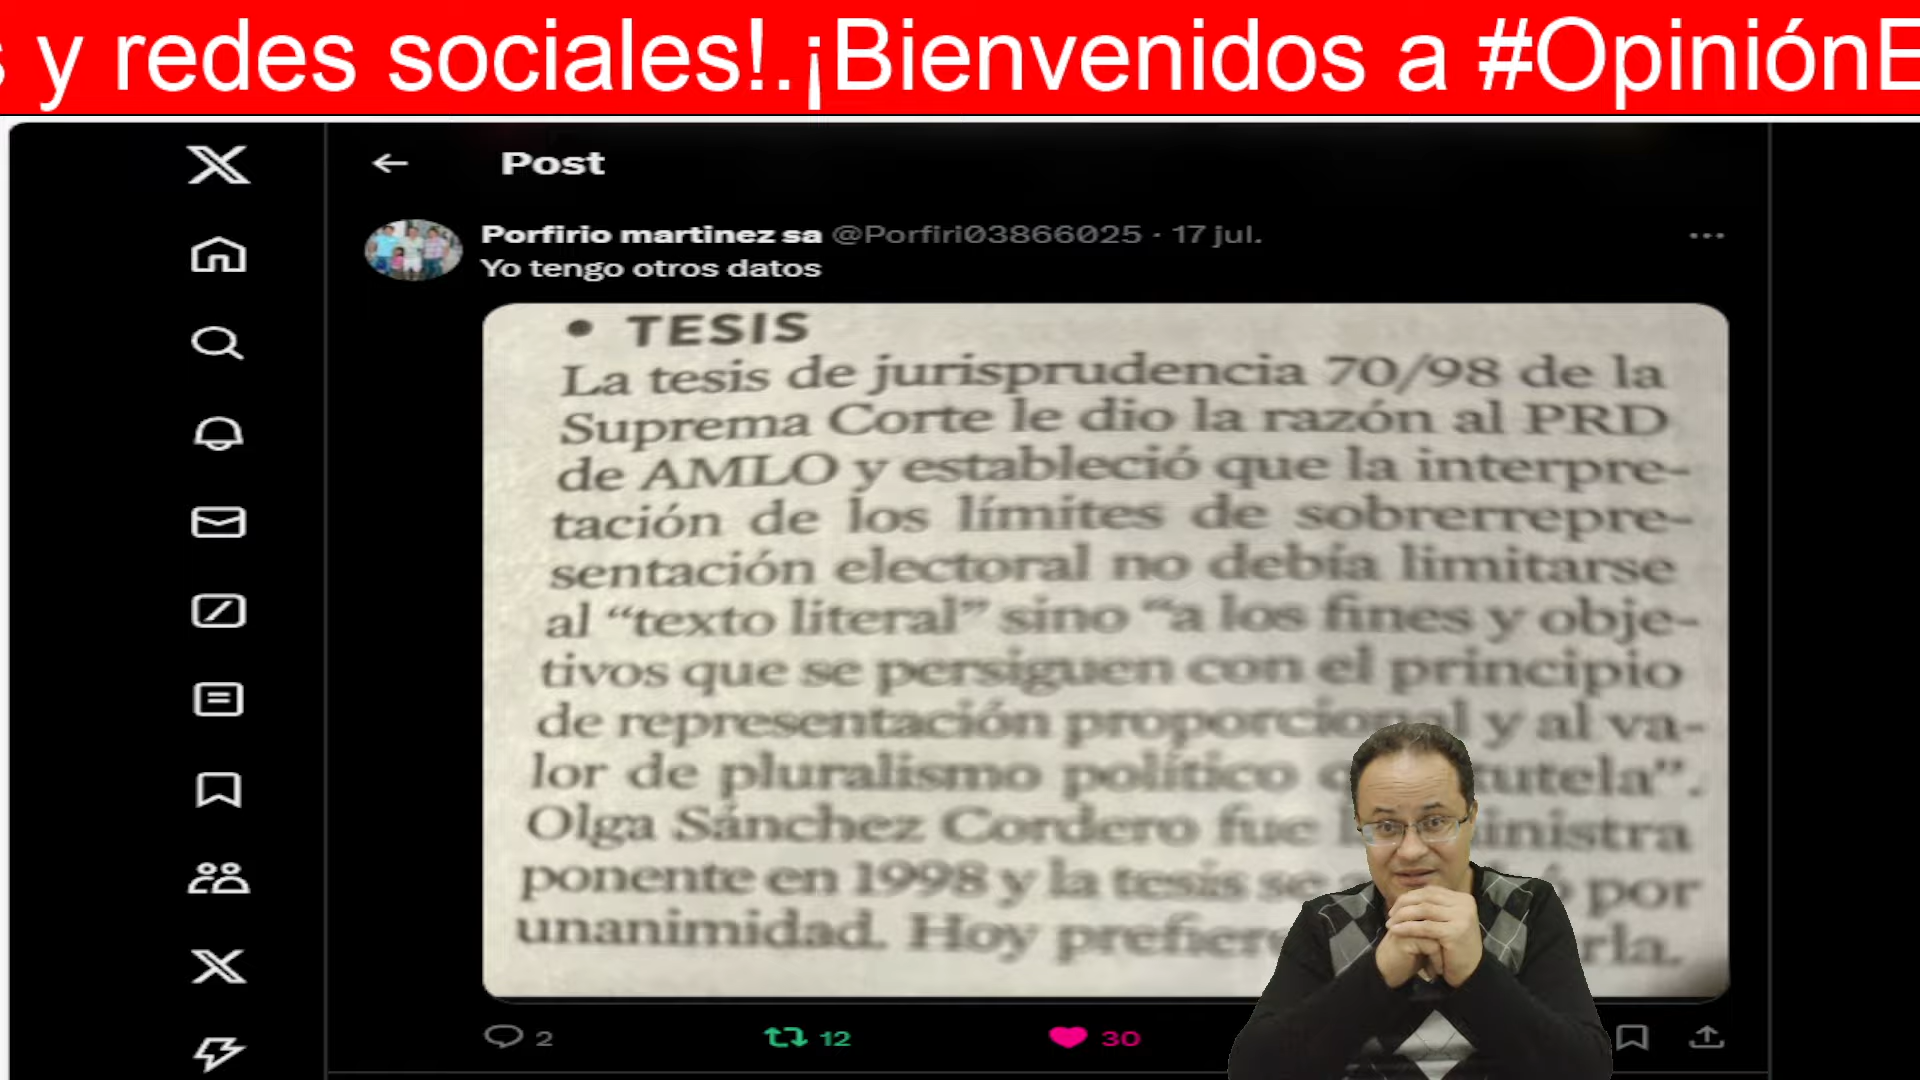 y redes sociales!.¡Bienvenidos a #OpiniónE
Post
Porfirio martinez sa @Porfiri03866025 · 17 jul.
Yo tengo otros datos
• TESIS
La tesis de jurisprudencia 70/98 de la
Suprema Corte le dio la razón al PRD
de AMLO y estableció que la interpre-
tación de los límites de sobrerrepre-
sentación electoral no debía limitarse
al “texto literal” sino “a los fines y obje-
tivos que se persiguen con el principio
de representación proporcional y al va-
lor de pluralismo político tutela”.
Olga Sánchez Cordero fue
ponente en 1998 y la tesis se por
unanimidad. Hoy
2
12
30